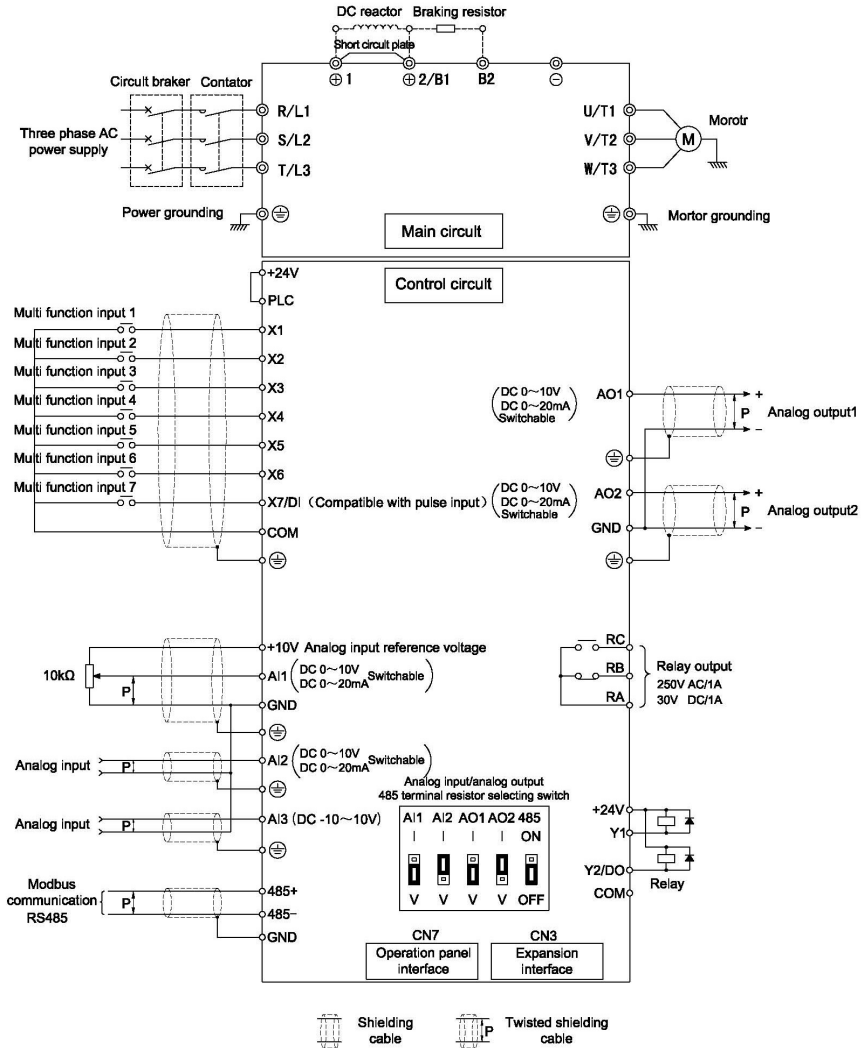 DC reactor Braking resistor
Short circuit plate
⊕ 1 ⊕ 2/B1 B2 ⊖
Circuit braker Contator
R/L1
S/L2
T/L3
Three phase AC
power supply
U/T1
V/T2
W/T3
M
Morotr
Power grounding
Mortor grounding
Main circuit
Control circuit
+24V
PLC
Multi function input 1
X1
Multi function input 2
X2
Multi function input 3
X3
Multi function input 4
X4
Multi function input 5
X5
Multi function input 6
X6
Multi function input 7
X7/DI (Compatible with pulse input)
COM
(DC 0~10V
DC 0~20mA
Switchable)
AO1
+
P
−
Analog output1
(DC 0~10V
DC 0~20mA
Switchable)
AO2
GND
+
P
−
Analog output2
+10V Analog input reference voltage
10kΩ
P
AI1 (DC 0~10V
DC 0~20mA Switchable)
GND
Analog input
P
AI2 (DC 0~10V
DC 0~20mA Switchable)
Analog input
P
AI3 (DC -10~10V)
Modbus
communication
RS485
P
485+
485−
GND
RC
RB
RA
Relay output
250V AC/1A
30V DC/1A
Analog input/analog output
485 terminal resistor selecting switch
AI1 AI2 AO1 AO2 485
I I I I ON
V V V V OFF
+24V
Y1
Y2/DO
COM
Relay
CN7
Operation panel
interface
CN3
Expansion
interface
Shielding
cable
P
Twisted shielding
cable